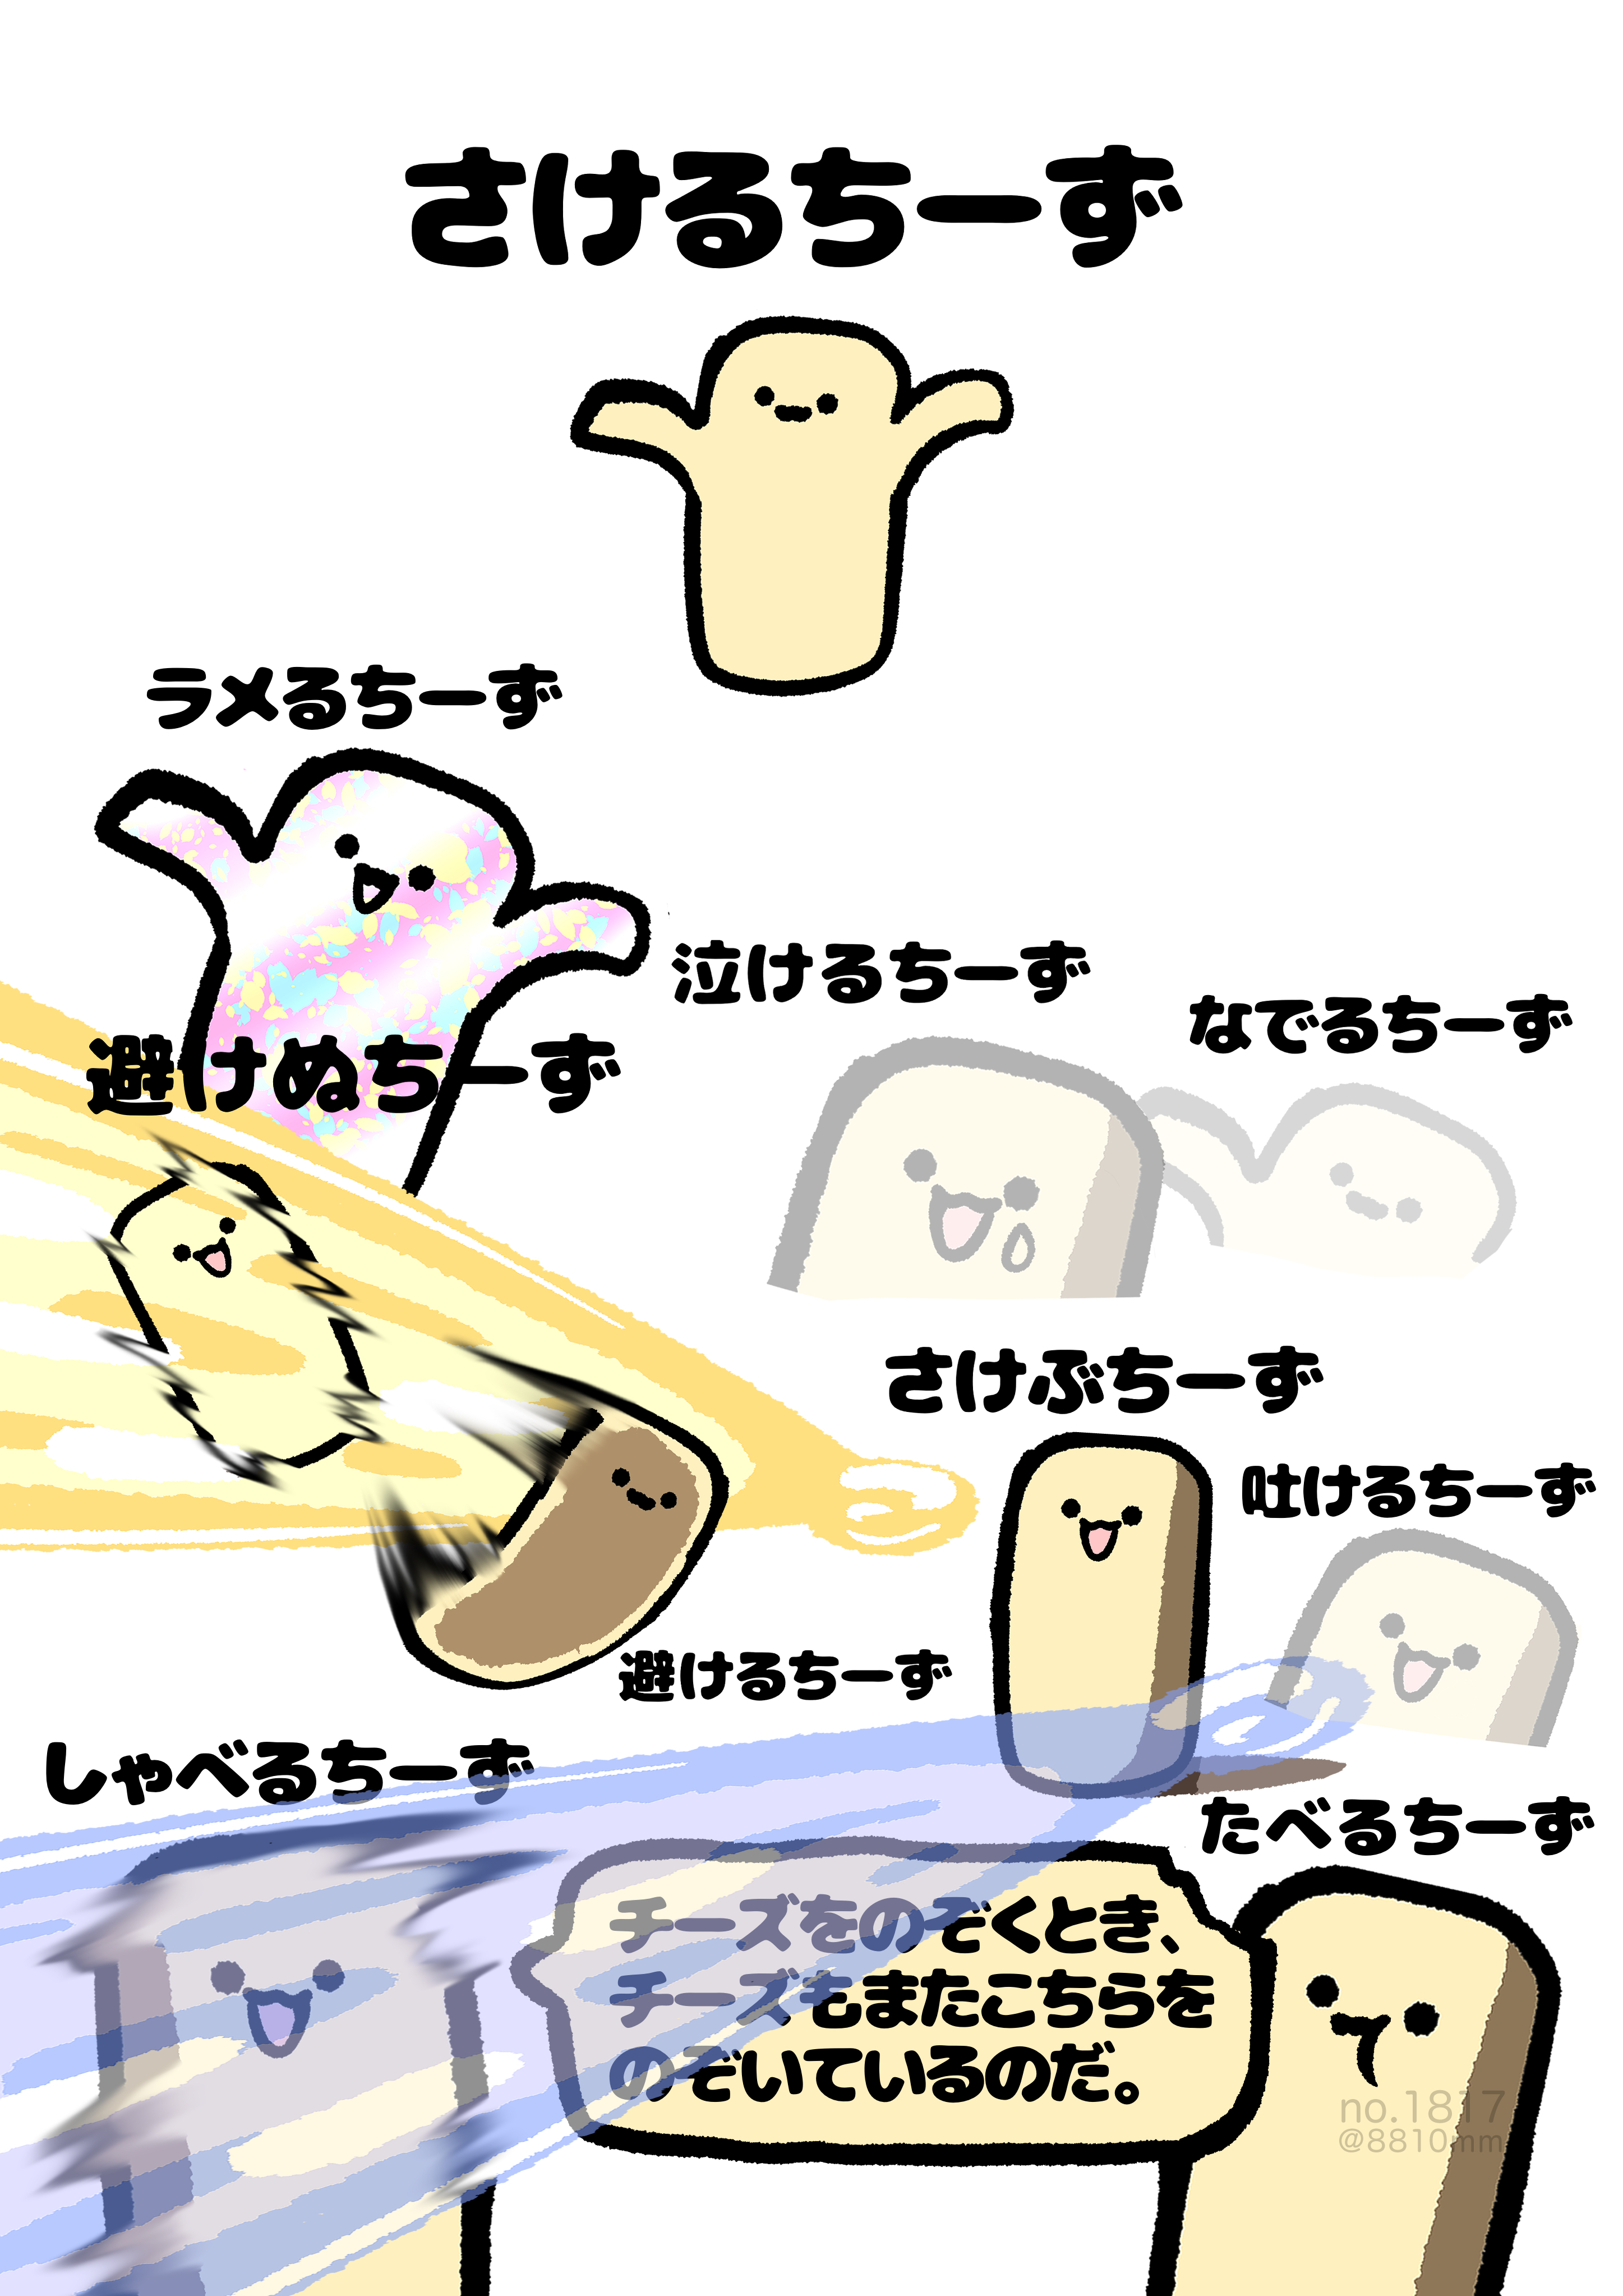 さけるちーず
ラメるちーず
泣けるちーず
なでるちーず
避けぬちーず
さけぶちーず
吐けるちーず
避けるちーず
しゃべるちーず
たべるちーず
チーズをのぞくとき、
チーズもまたこちらを
のぞいているのだ。
no.1817
@8810mm